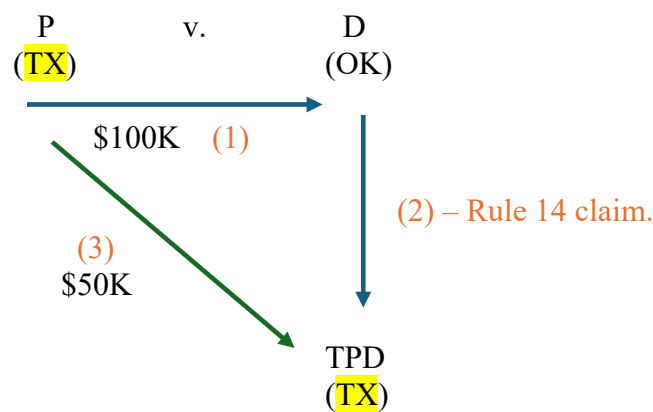 P v. D
(TX) (OK)
$100K (1)
(2) – Rule 14 claim.
(3)
$50K
TPD
(TX)